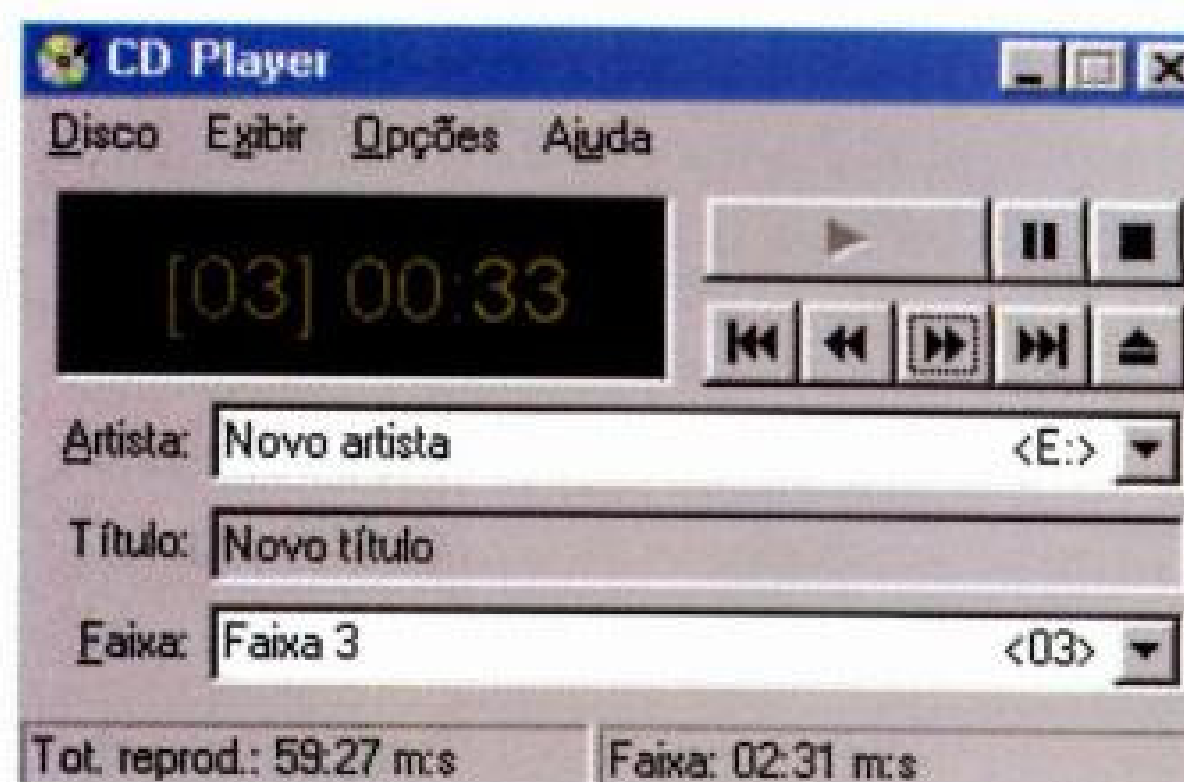 CD Player
Disco Exibir Opções Ajuda
[03] 00:33
Artista: Novo artista <E:>
Título: Novo título
Faixa: Faixa 3 <03>
Tot. reprod.: 59:27 m:s Faixa: 02:31 m:s